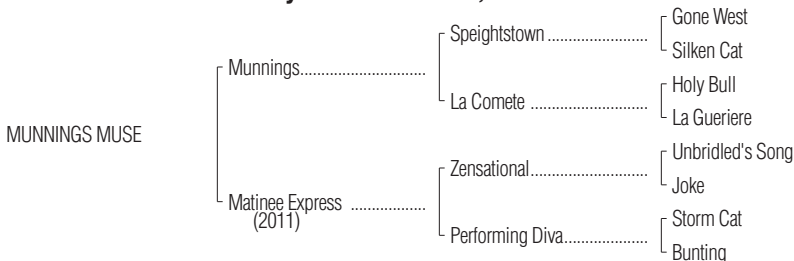 Gone West
Speightstown
Silken Cat
Munnings
Holy Bull
La Comete
La Gueriere
MUNNINGS MUSE
Unbridled's Song
Zensational
Joke
Matinee Express
(2011)
Storm Cat
Performing Diva
Bunting